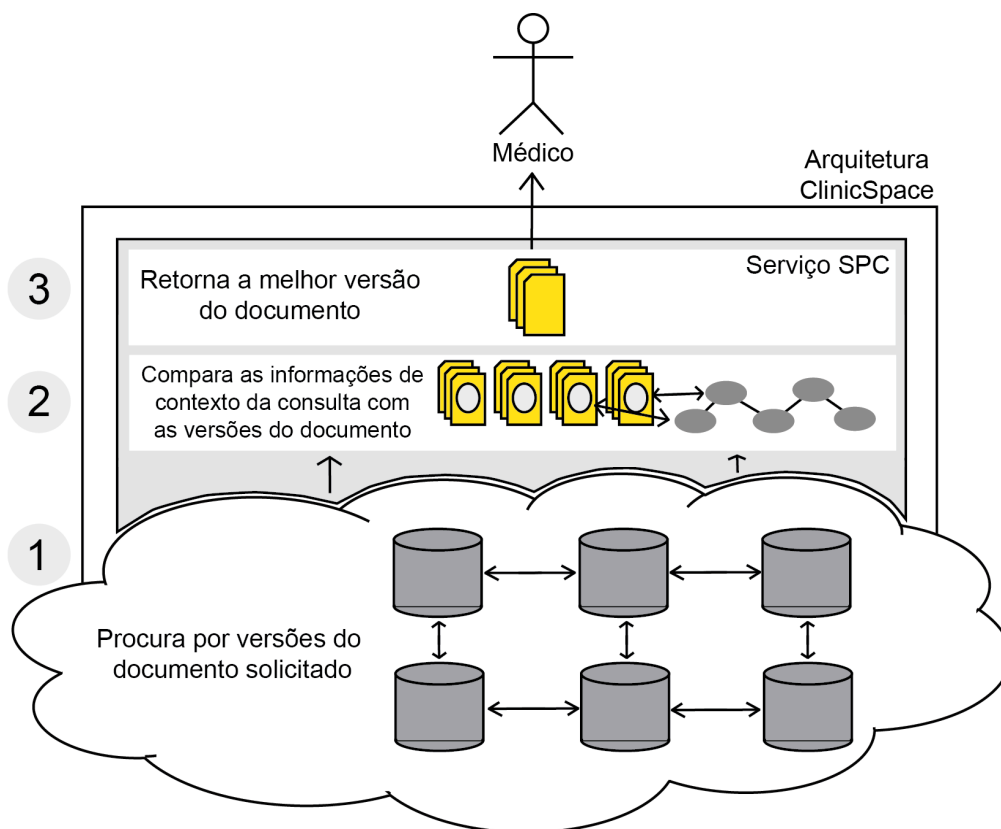 Médico
Arquitetura
ClinicSpace
Serviço SPC
3
Retorna a melhor versão
do documento
2
Compara as informações de
contexto da consulta com
as versões do documento
1
Procura por versões do
documento solicitado